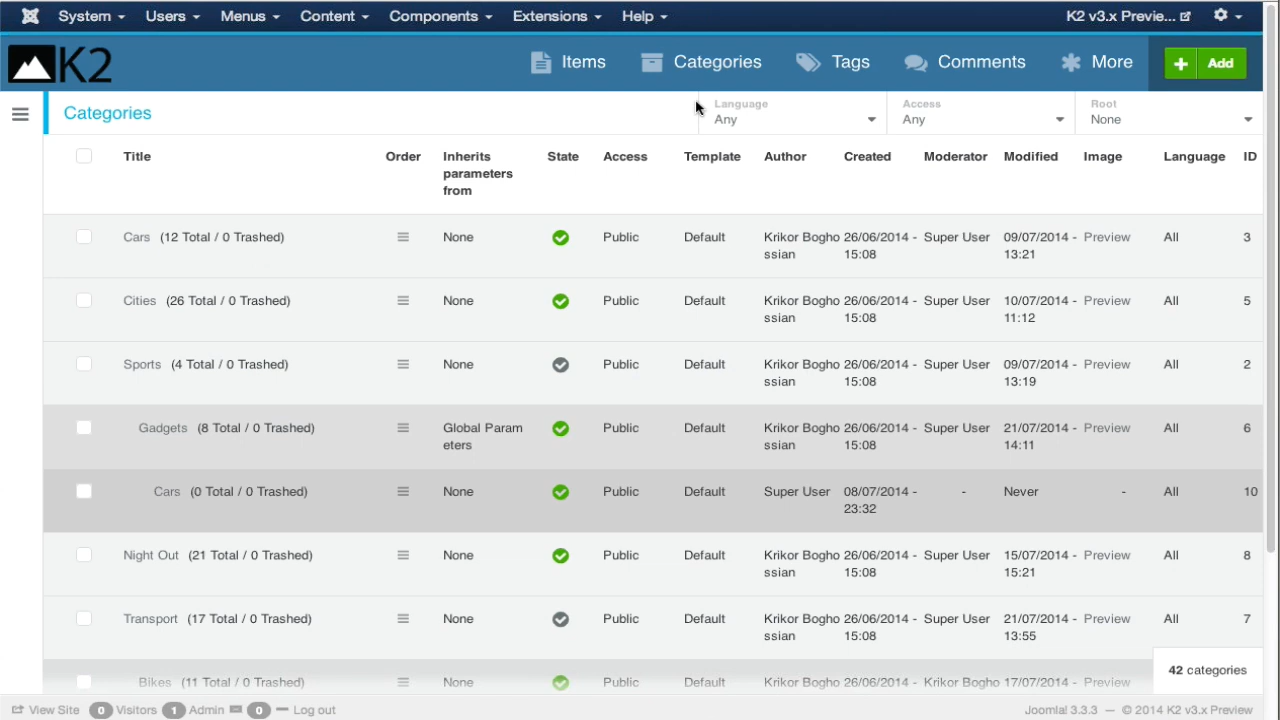 System Users Menus Content Components Extensions Help K2 v3.x Previe...
K2 Items Categories Tags Comments More + Add
Categories Language Any Access Any Root None
Title Order Inherits parameters from State Access Template Author Created Moderator Modified Image Language ID
Cars (12 Total / 0 Trashed) None Public Default Krikor Bogho 26/06/2014 - Super User 09/07/2014 - Preview All 3
ssian 15:08 13:21
Cities (26 Total / 0 Trashed) None Public Default Krikor Bogho 26/06/2014 - Super User 10/07/2014 - Preview All 5
ssian 15:08 11:12
Sports (4 Total / 0 Trashed) None Public Default Krikor Bogho 26/06/2014 - Super User 09/07/2014 - Preview All 2
ssian 15:08 13:19
Gadgets (8 Total / 0 Trashed) Global Param Public Default Krikor Bogho 26/06/2014 - Super User 21/07/2014 - Preview All 6
eters ssian 15:08 14:11
Cars (0 Total / 0 Trashed) None Public Default Super User 08/07/2014 - - Never - All 10
23:32
Night Out (21 Total / 0 Trashed) None Public Default Krikor Bogho 26/06/2014 - Super User 15/07/2014 - Preview All 8
ssian 15:08 15:21
Transport (17 Total / 0 Trashed) None Public Default Krikor Bogho 26/06/2014 - Super User 21/07/2014 - Preview All 7
ssian 15:08 13:55
Bikes (11 Total / 0 Trashed) None Public Default Krikor Bogho 26/06/2014 - Krikor Bogho 17/07/2014 - Preview
42 categories
View Site 0 Visitors 1 Admin 0 Log out Joomla! 3.3.3 — © 2014 K2 v3.x Preview